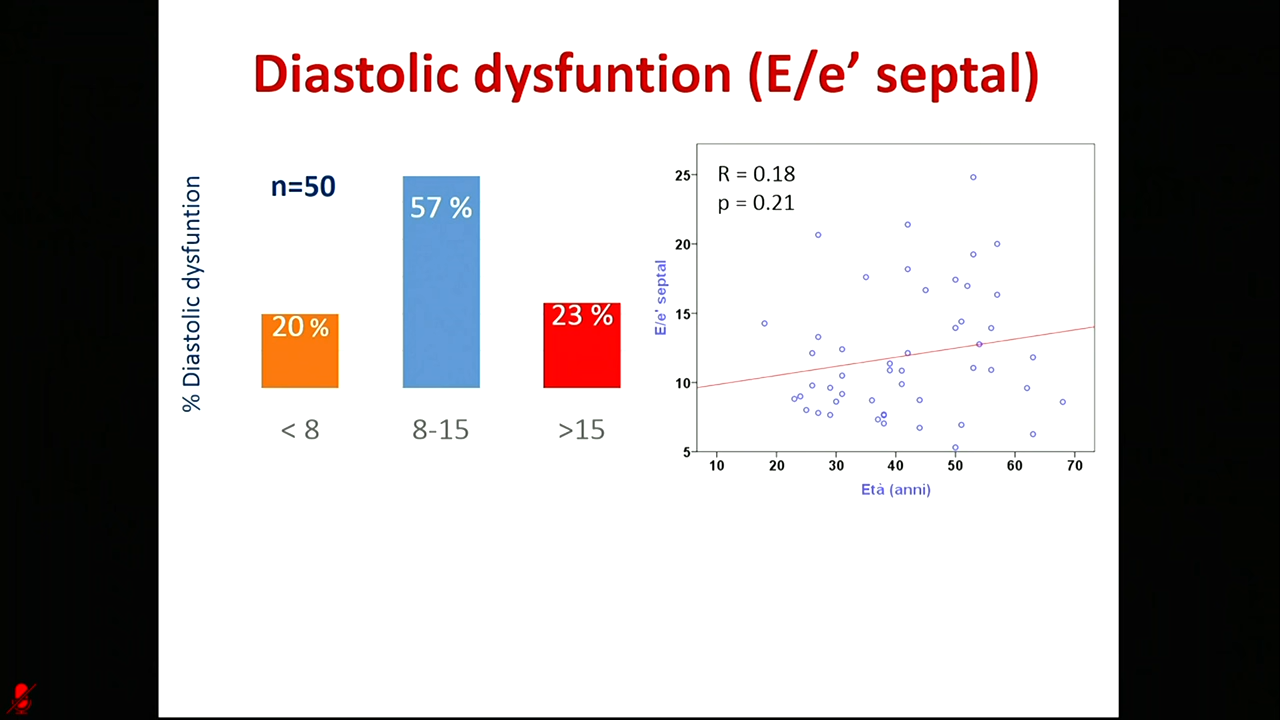 Diastolic dysfuntion (E/e’ septal)
% Diastolic dysfuntion
n=50
20 %
57 %
23 %
< 8
8-15
>15
R = 0.18
p = 0.21
E/e' septal
25
20
15
10
5
10 20 30 40 50 60 70
Età (anni)